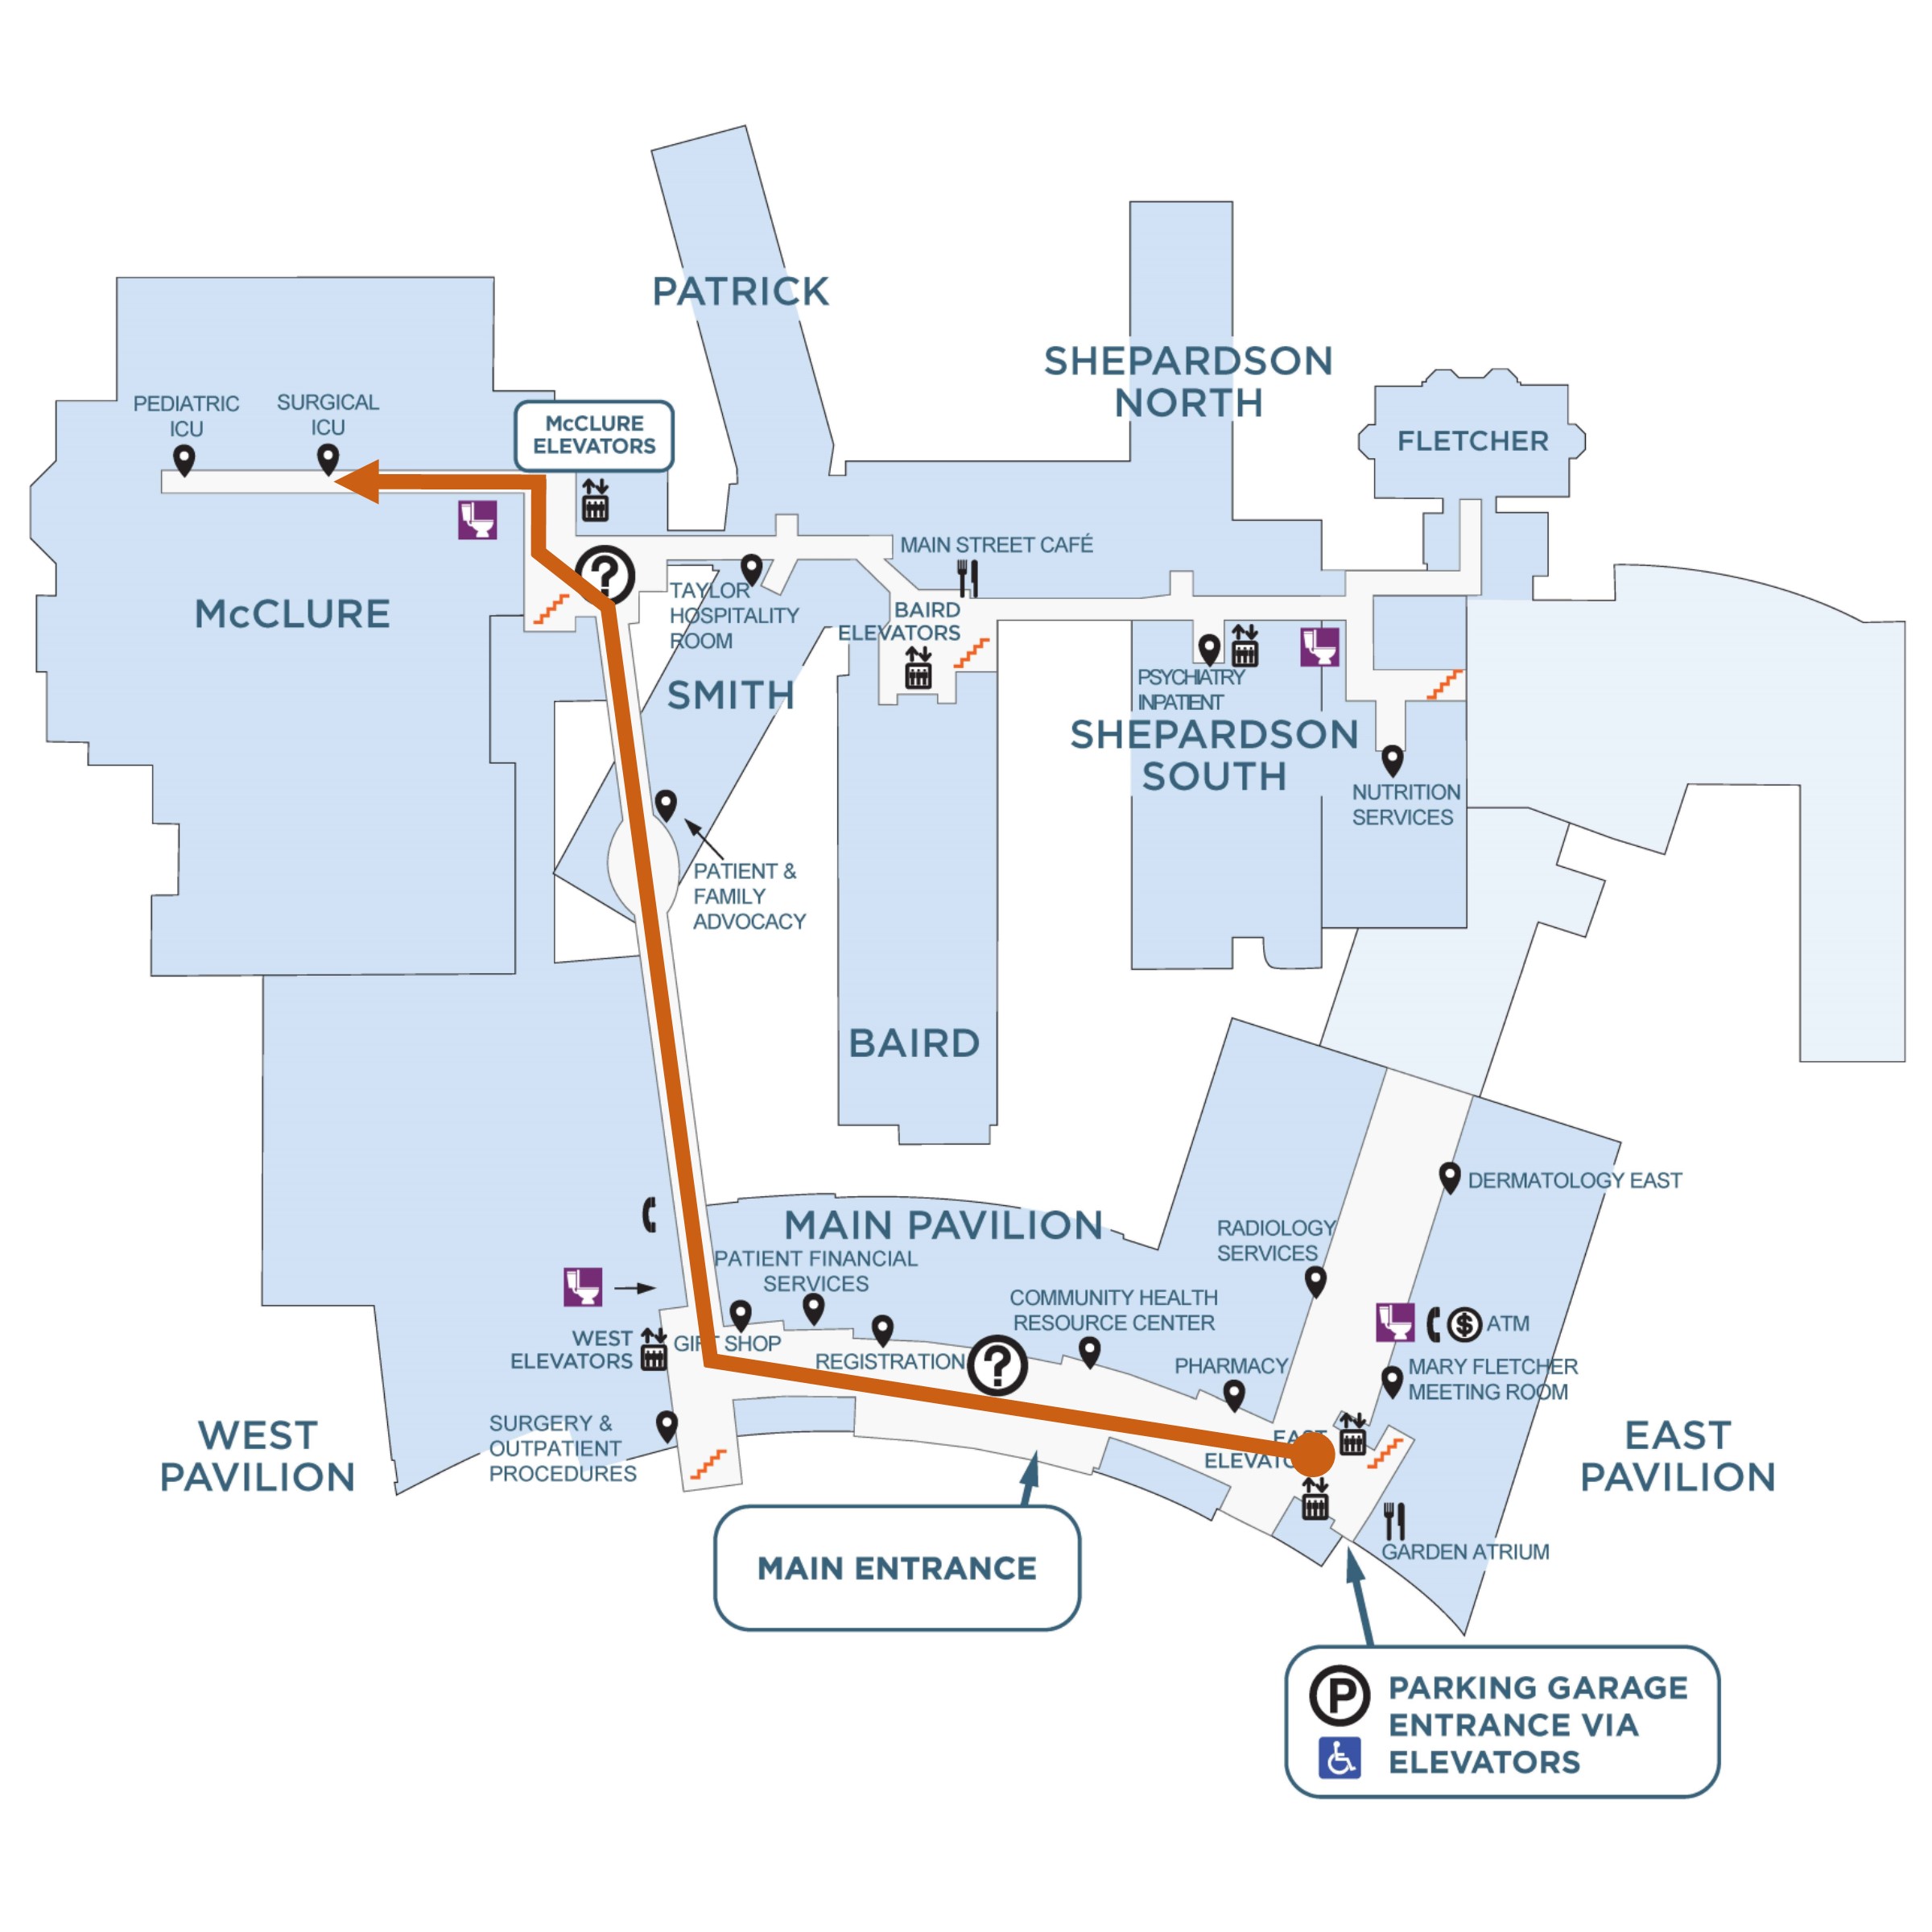 PATRICK
SHEPARDSON
NORTH
FLETCHER
PEDIATRIC
ICU
SURGICAL
ICU
McCLURE
ELEVATORS
?
MAIN STREET CAFÉ
TAYLOR
HOSPITALITY
ROOM
BAIRD
ELEVATORS
McCLURE
SMITH
PSYCHIATRY
INPATIENT
SHEPARDSON
SOUTH
NUTRITION
SERVICES
PATIENT &
FAMILY
ADVOCACY
BAIRD
DERMATOLOGY EAST
MAIN PAVILION
RADIOLOGY
SERVICES
PATIENT FINANCIAL
SERVICES
COMMUNITY HEALTH
RESOURCE CENTER
$ ATM
WEST
ELEVATORS
GIFT SHOP
REGISTRATION
?
PHARMACY
MARY FLETCHER
MEETING ROOM
SURGERY &
OUTPATIENT
PROCEDURES
EAST
ELEVATO
WEST
PAVILION
EAST
PAVILION
GARDEN ATRIUM
MAIN ENTRANCE
P
PARKING GARAGE
ENTRANCE VIA
ELEVATORS